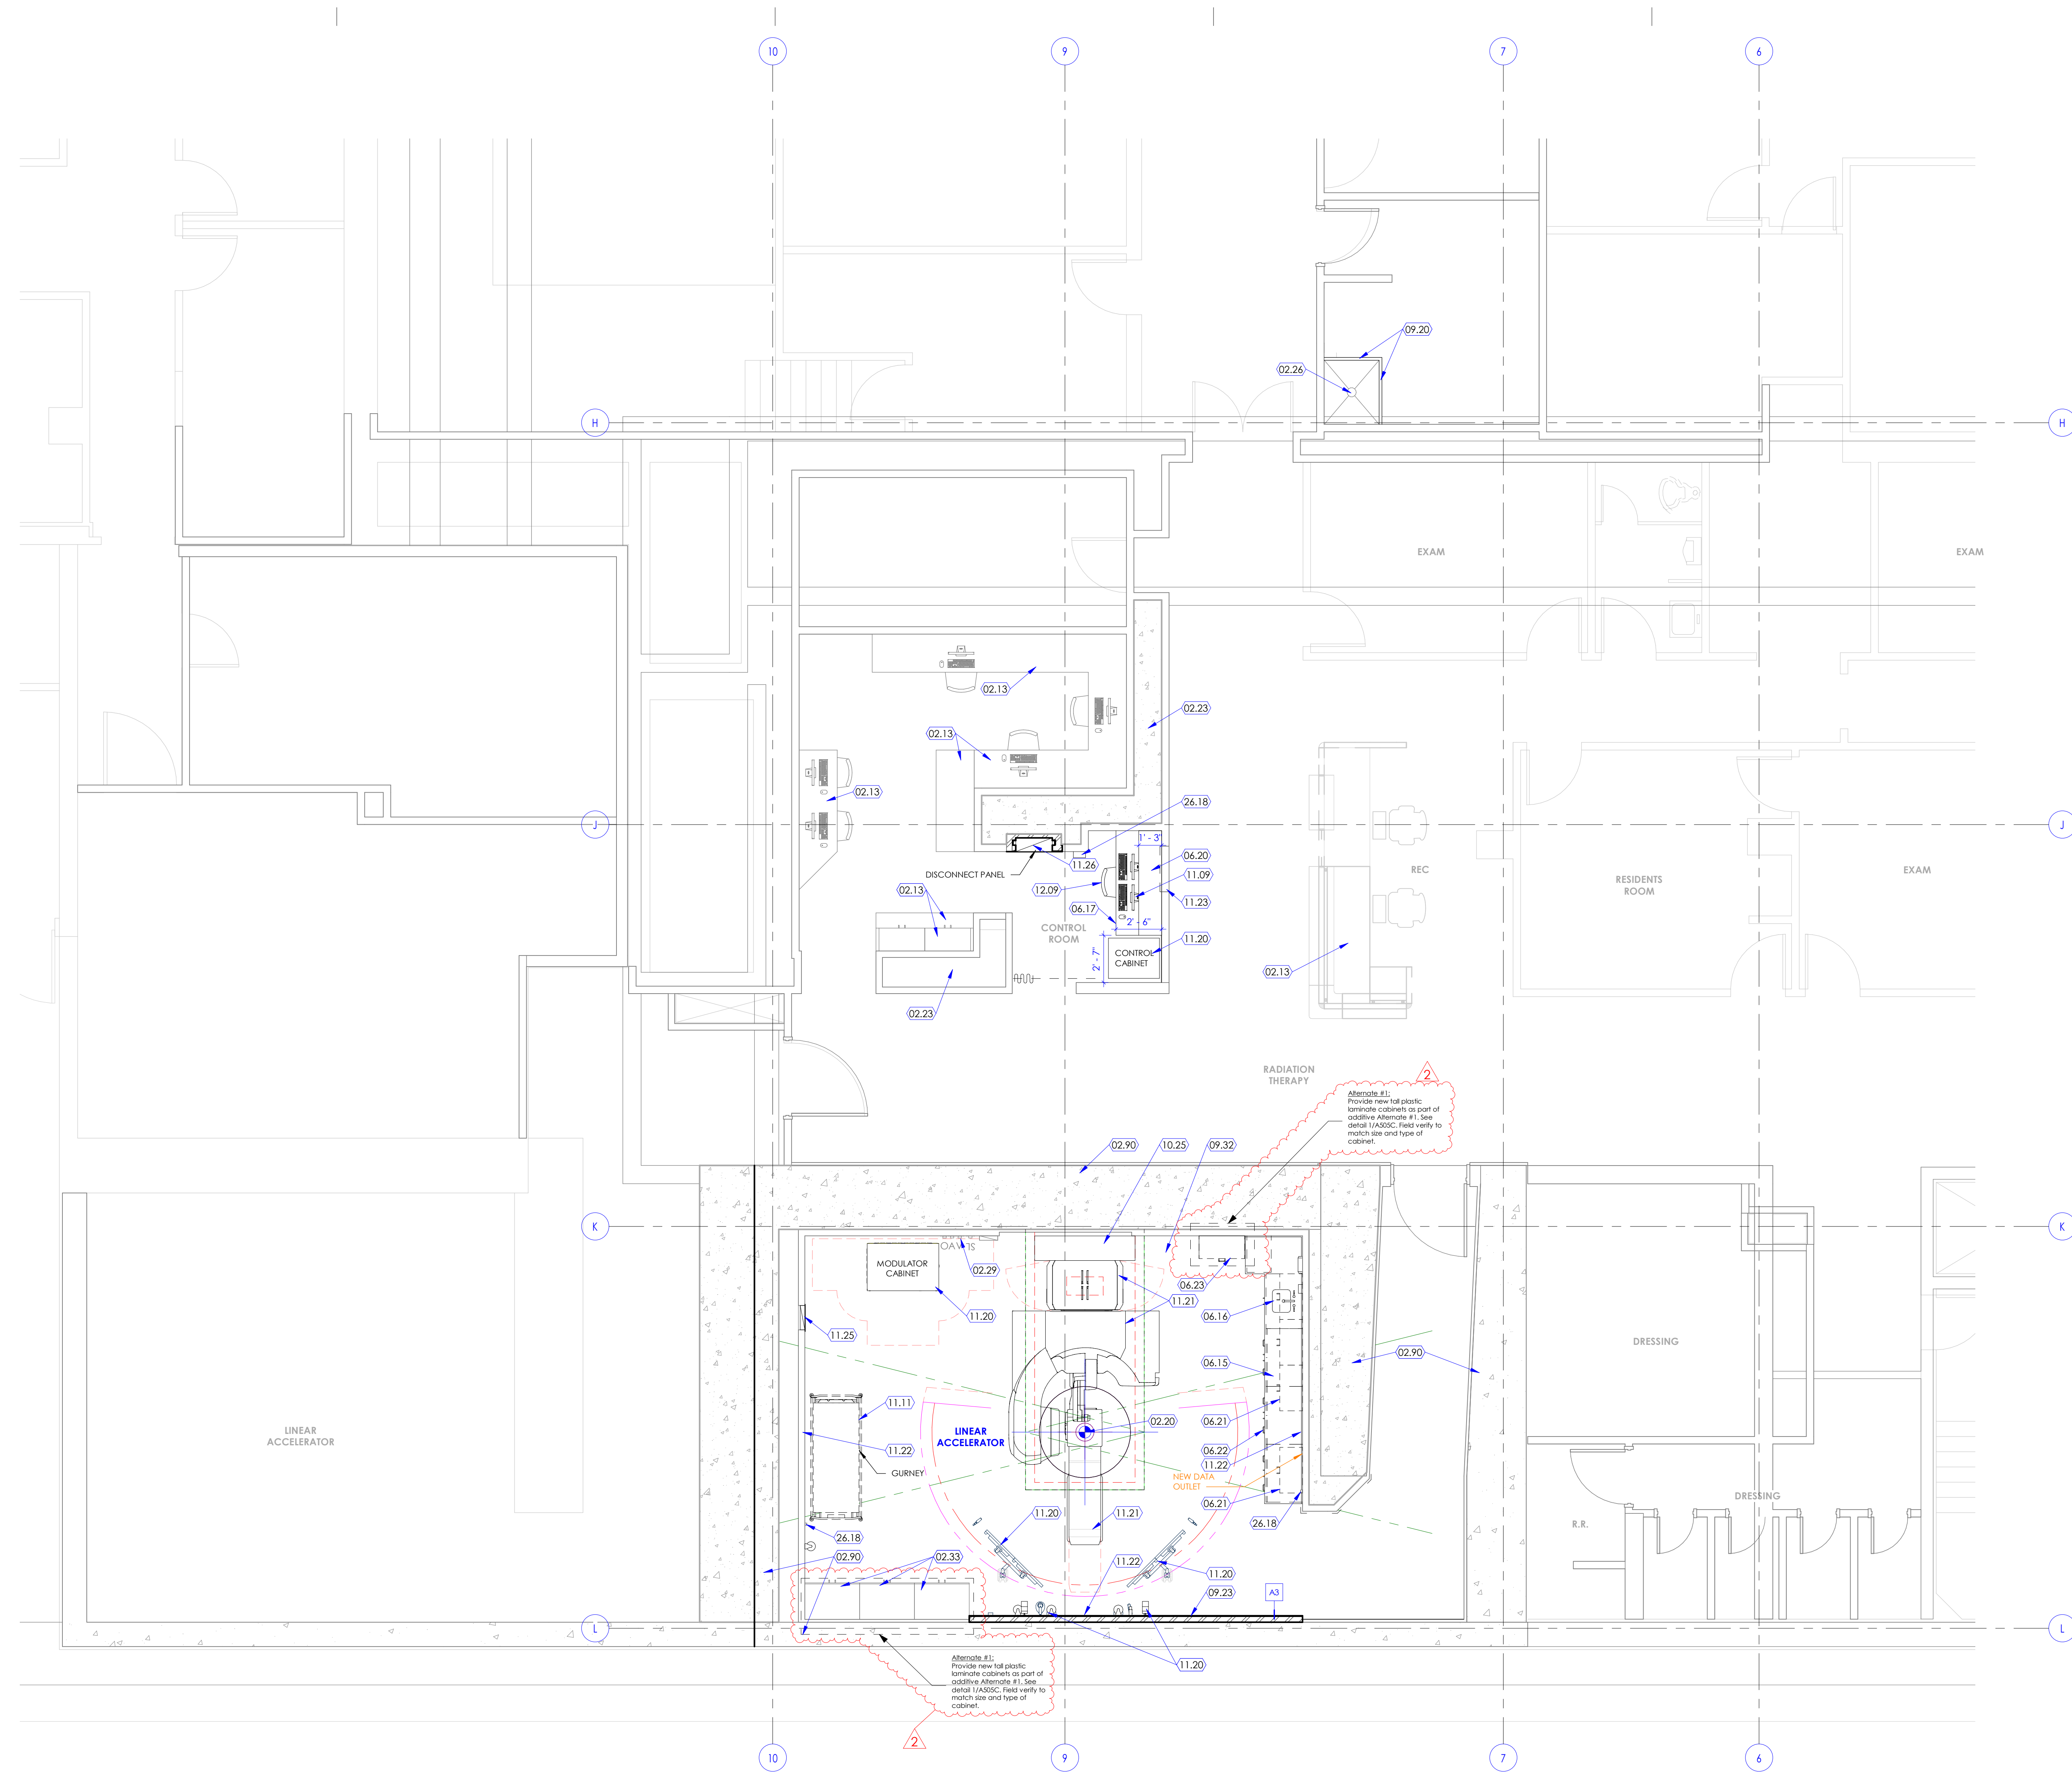 10
9
7
6
09.20
02.26
H
H
EXAM
EXAM
02.13
02.23
02.13
02.13
26.18
J
J
1' - 3"
11.26
06.20
DISCONNECT PANEL
11.09
REC
EXAM
RESIDENTS
ROOM
02.13
12.09
11.23
06.17
2' - 6"
CONTROL
ROOM
11.20
CONTROL
CABINET
2' - 7"
02.13
02.23
RADIATION
THERAPY
2
Alternate #1:
Provide new tall plastic
laminate cabinets as part of
additive Alternate #1. See
detail 1/A505C. Field verify to
match size and type of
cabinet.
02.90
10.25
09.32
K
K
SLAVO
MODULATOR
CABINET
02.29
06.23
11.20
11.21
06.16
11.25
DRESSING
02.90
06.15
11.11
02.20
06.21
LINEAR
ACCELERATOR
LINEAR
ACCELERATOR
11.22
06.22
11.22
GURNEY
NEW DATA
OUTLET
DRESSING
06.21
11.20
11.21
26.18
R.R.
26.18
02.90
02.33
11.22
11.20
09.23
A3
L
L
11.20
Alternate #1:
Provide new tall plastic
laminate cabinets as part of
additive Alternate #1. See
detail 1/A505C. Field verify to
match size and type of
cabinet.
2
10
9
7
6